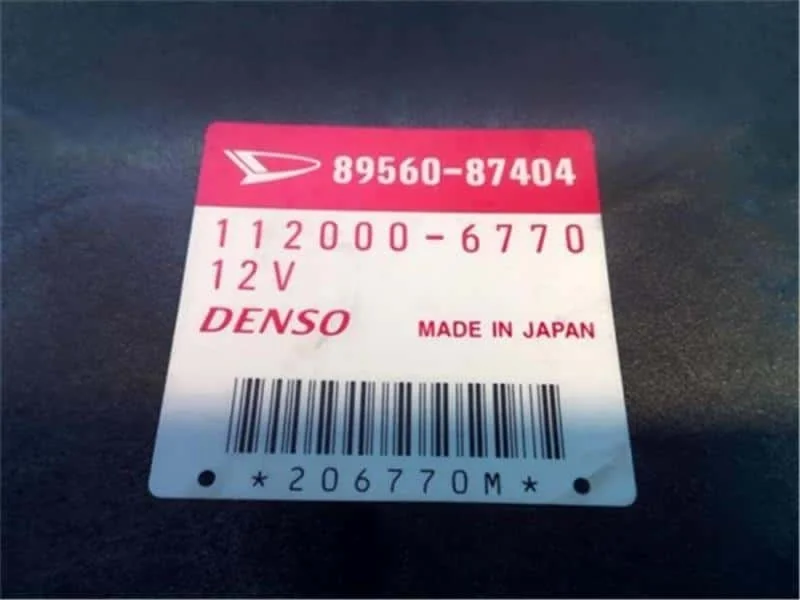 89560-87404
112000-6770
12V
DENSO MADE IN JAPAN
*206770M*